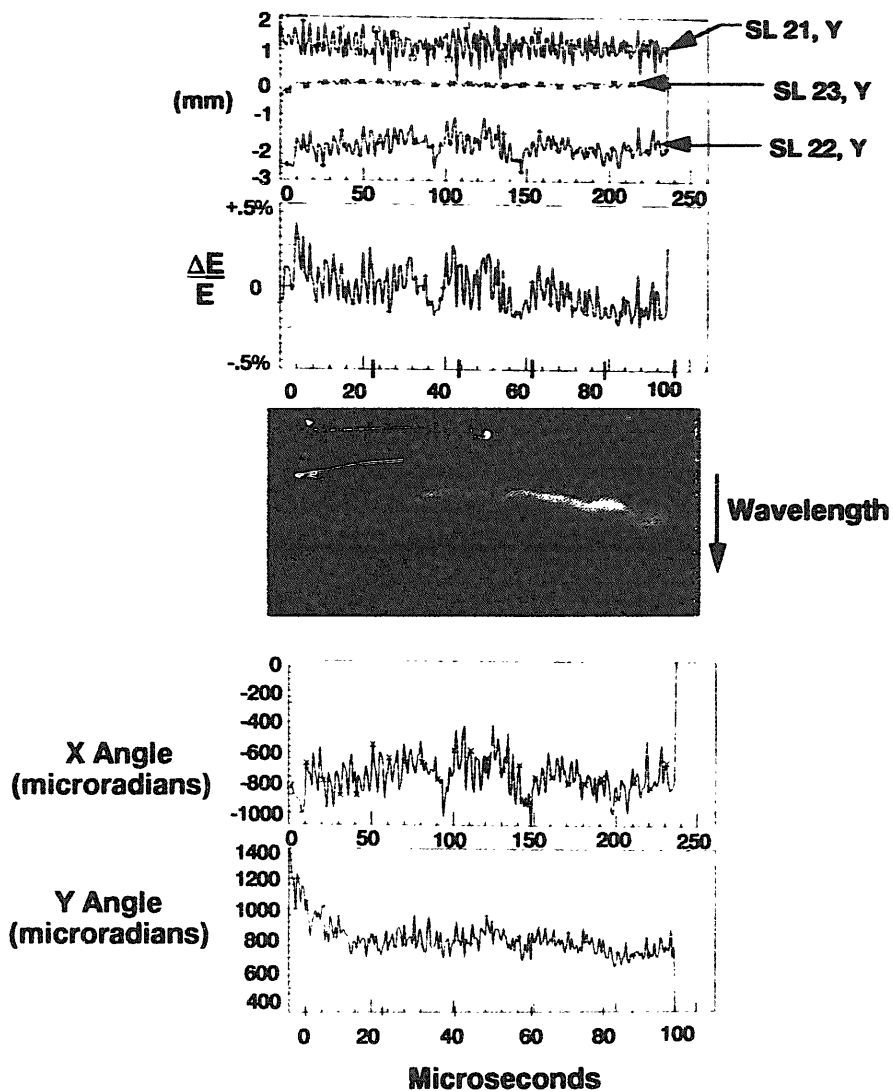 2
1
0
-1
-2
-3
(mm)
SL 21, Y
SL 23, Y
SL 22, Y
0 50 100 150 200 250
+.5%
0
-.5%
ΔE
E
0 20 40 60 80 100
Wavelength
0
-200
-400
-600
-800
-1000
X Angle
(microradians)
0 50 100 150 200 250
1400
1200
1000
800
600
400
Y Angle
(microradians)
0 20 40 60 80 100
Microseconds